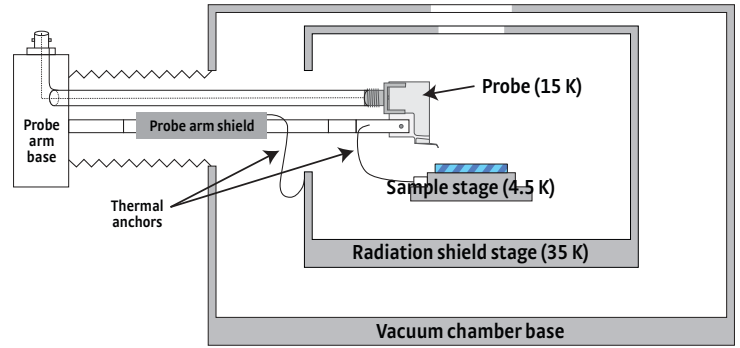 Probe (15 K)
Probe
arm
base
Probe arm shield
Sample stage (4.5 K)
Thermal
anchors
Radiation shield stage (35 K)
Vacuum chamber base